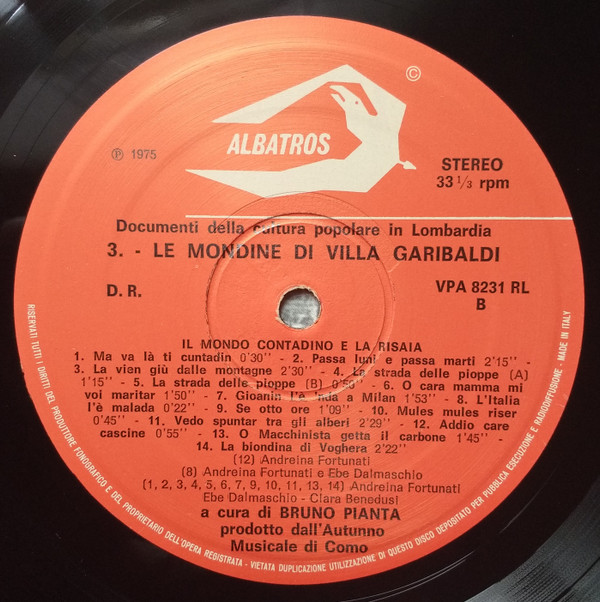 ©
ALBATROS
℗ 1975
STEREO
33 1/3 rpm
Documenti della cultura popolare in Lombardia
3. - LE MONDINE DI VILLA GARIBALDI
D. R.
VPA 8231 RL
B
IL MONDO CONTADINO E LA RISAIA
1. Ma va là ti cuntadin 0'30'' - 2. Passa luni e passa marti 2'15'' -
3. La vien giù dalle montagne 2'30'' - 4. La strada delle pioppe (A)
1'15'' - 5. La strada delle pioppe (B) 0'50'' - 6. O cara mamma mi
voi maritar 1'50'' - 7. Gioanin l'è nda a Milan 1'53'' - 8. L'Italia
l'è malada 0'22'' - 9. Se otto ore 1'09'' - 10. Mules mules riser
0'45'' - 11. Vedo spuntar tra gli alberi 2'29'' - 12. Addio care
cascine 0'55'' - 13. O Macchinista getta il carbone 1'45'' -
14. La biondina di Voghera 2'22''
(12) Andreina Fortunati
(8) Andreina Fortunati e Ebe Dalmaschio
(1, 2, 3, 4, 5, 6, 7, 9, 10, 11, 13, 14) Andreina Fortunati
Ebe Dalmaschio - Clara Benedusi
a cura di BRUNO PIANTA
prodotto dall'Autunno
Musicale di Como
RISERVATI TUTTI I DIRITTI DEL PRODUTTORE FONOGRAFICO E DEL PROPRIETARIO DELL'OPERA REGISTRATA - VIETATA DUPLICAZIONE UTILIZZAZIONE DI QUESTO DISCO DEPOSITATO PER PUBBLICA ESECUZIONE E RADIODIFFUSIONE - MADE IN ITALY